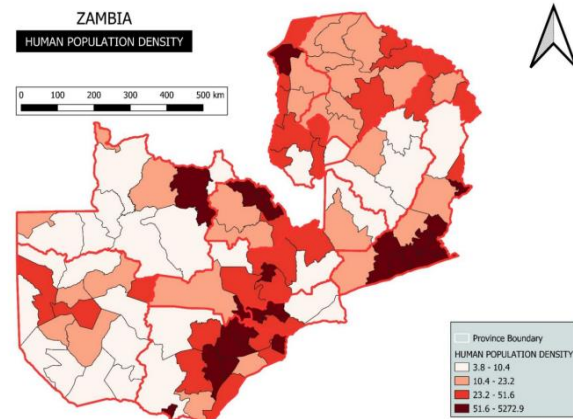 ZAMBIA
HUMAN POPULATION DENSITY
0 100 200 300 400 500 km
Province Boundary
HUMAN POPULATION DENSITY
3.8 - 10.4
10.4 - 23.2
23.2 - 51.6
51.6 - 5272.9